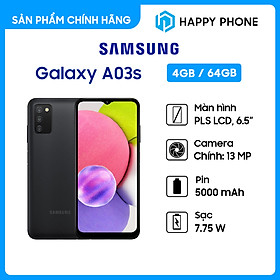 SẢN PHẨM CHÍNH HÃNG
HAPPY PHONE
SAMSUNG
Galaxy A03s
4GB / 64GB
Màn hình
PLS LCD, 6.5"
Camera
Chính: 13 MP
Pin
5000 mAh
Sạc
7.75 W
SAMSUNG